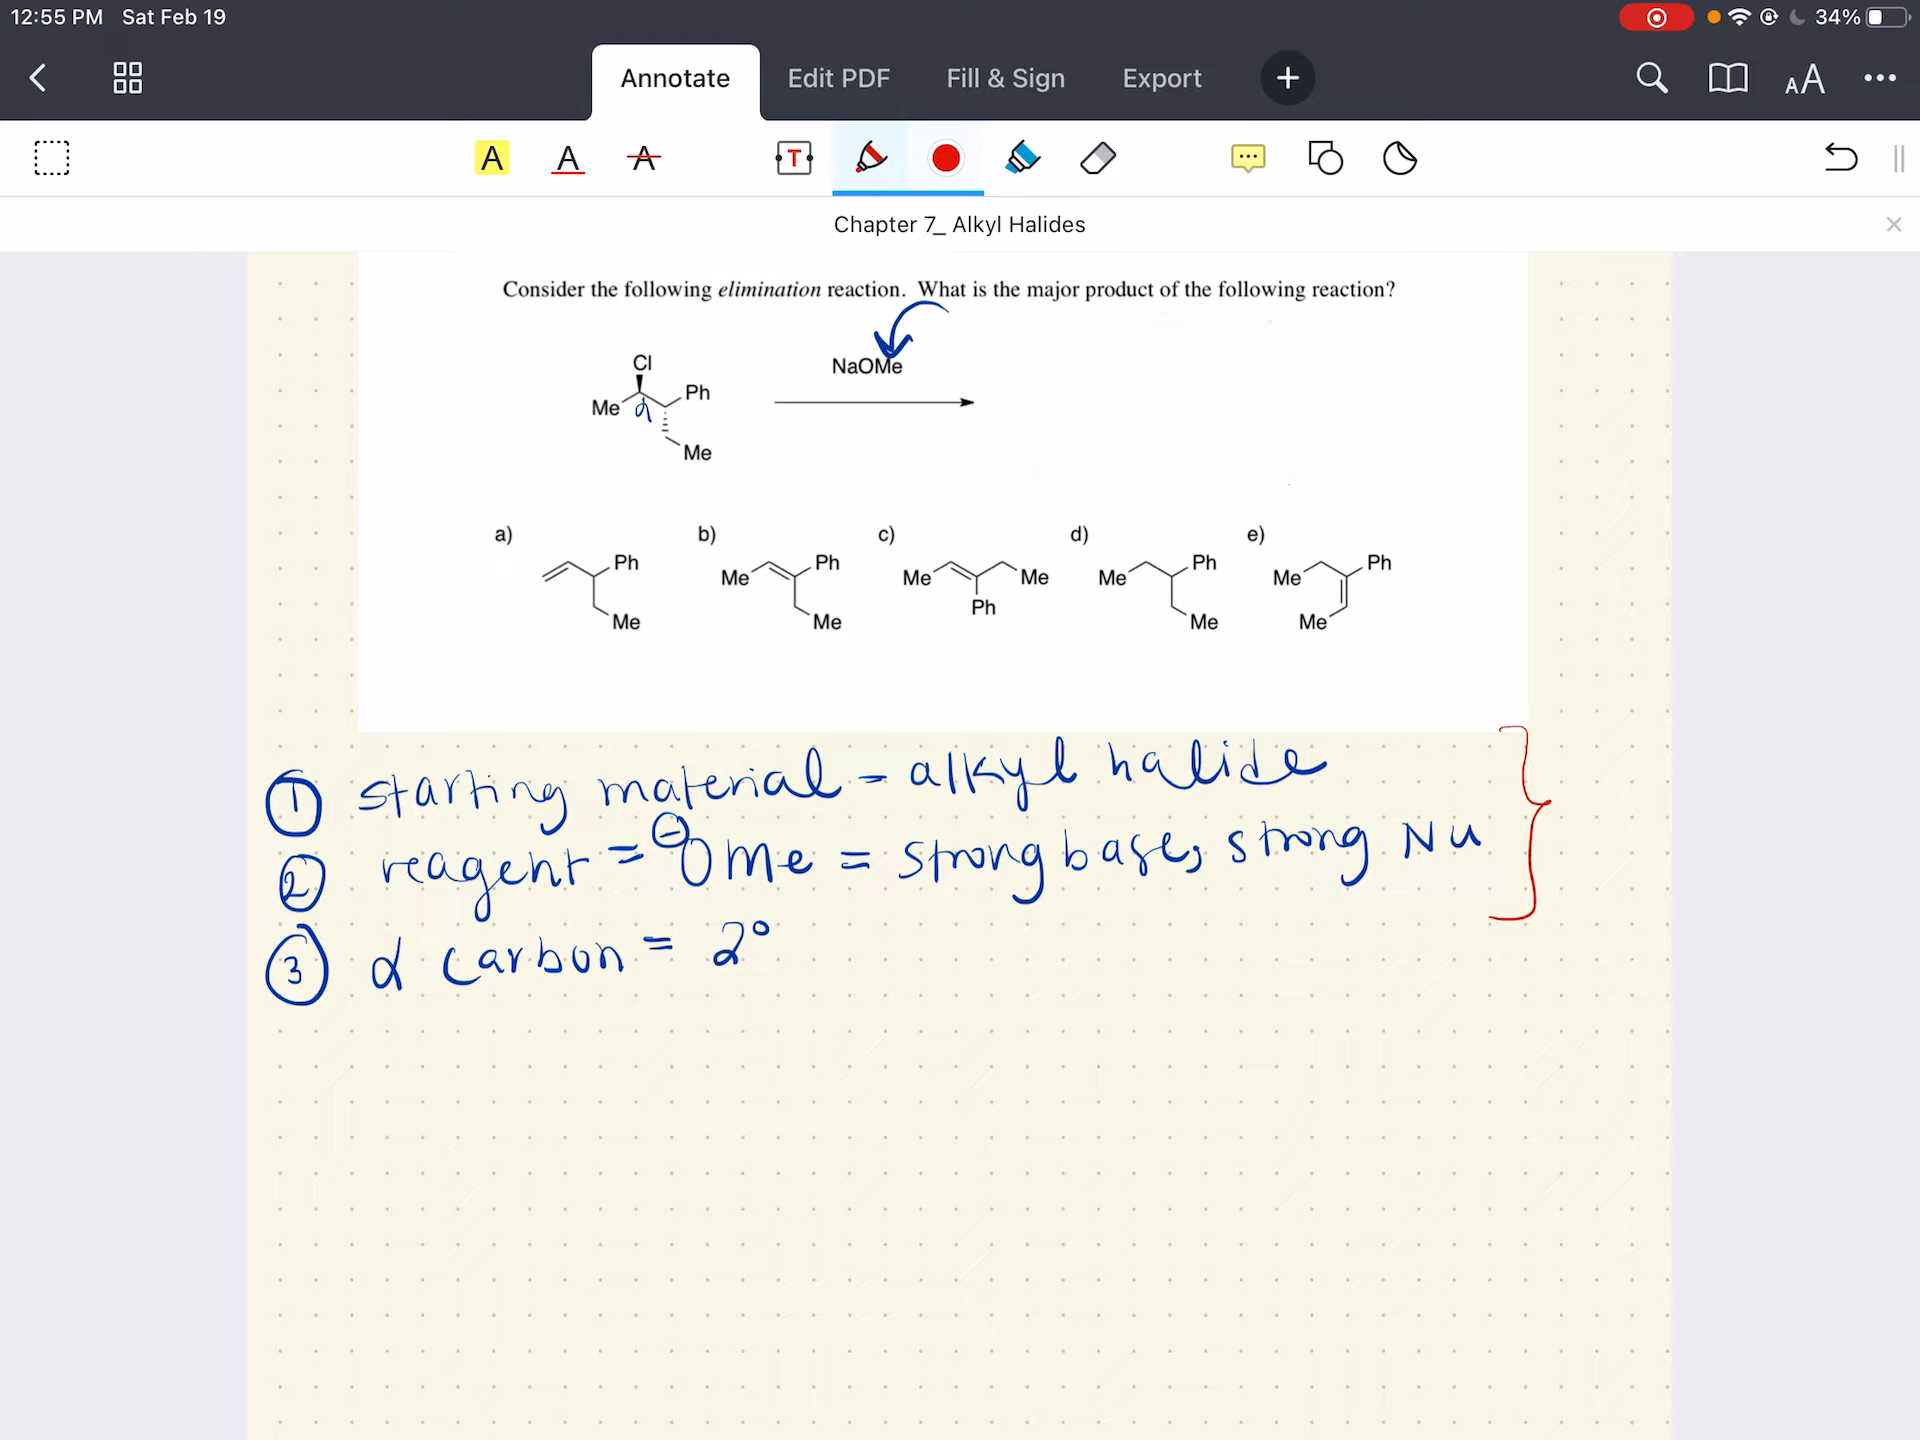 12:55 PM Sat Feb 19 34%
Annotate Edit PDF Fill & Sign Export + AA
A A A T
Chapter 7_ Alkyl Halides
Consider the following elimination reaction. What is the major product of the following reaction?
Cl NaOMe
Me α Ph
Me
a) b) c) d) e)
Ph Me Ph Me Me Me Ph Me Ph
Me Me Ph Me Me
① starting material = alkyl halide
② reagent = ⊖OMe = strong base, strong Nu
③ α carbon = 2°